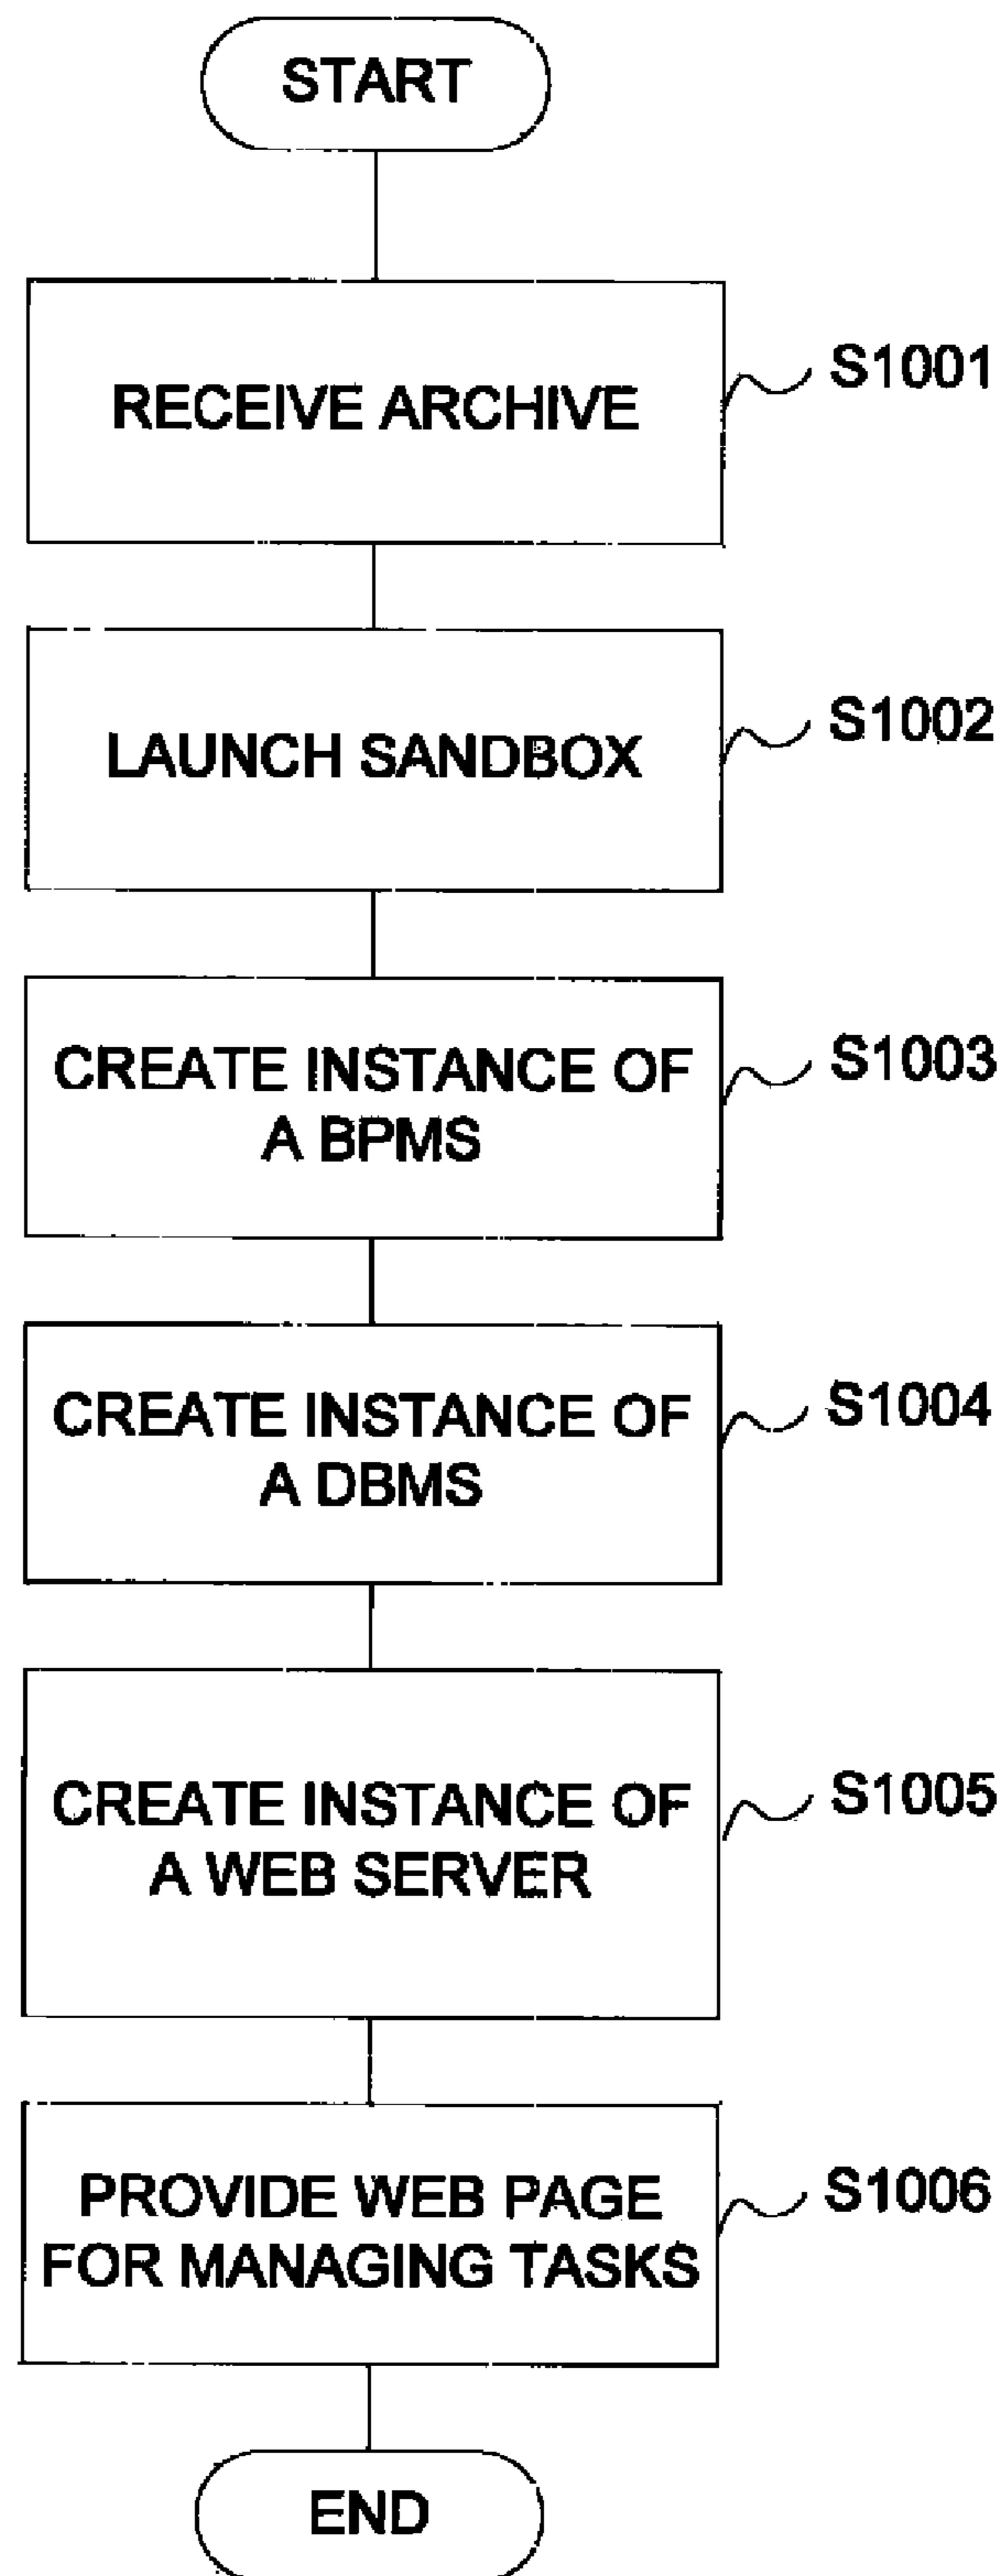 START
RECEIVE ARCHIVE
S1001
LAUNCH SANDBOX
S1002
CREATE INSTANCE OF
A BPMS
S1003
CREATE INSTANCE OF
A DBMS
S1004
CREATE INSTANCE OF
A WEB SERVER
S1005
PROVIDE WEB PAGE
FOR MANAGING TASKS
S1006
END